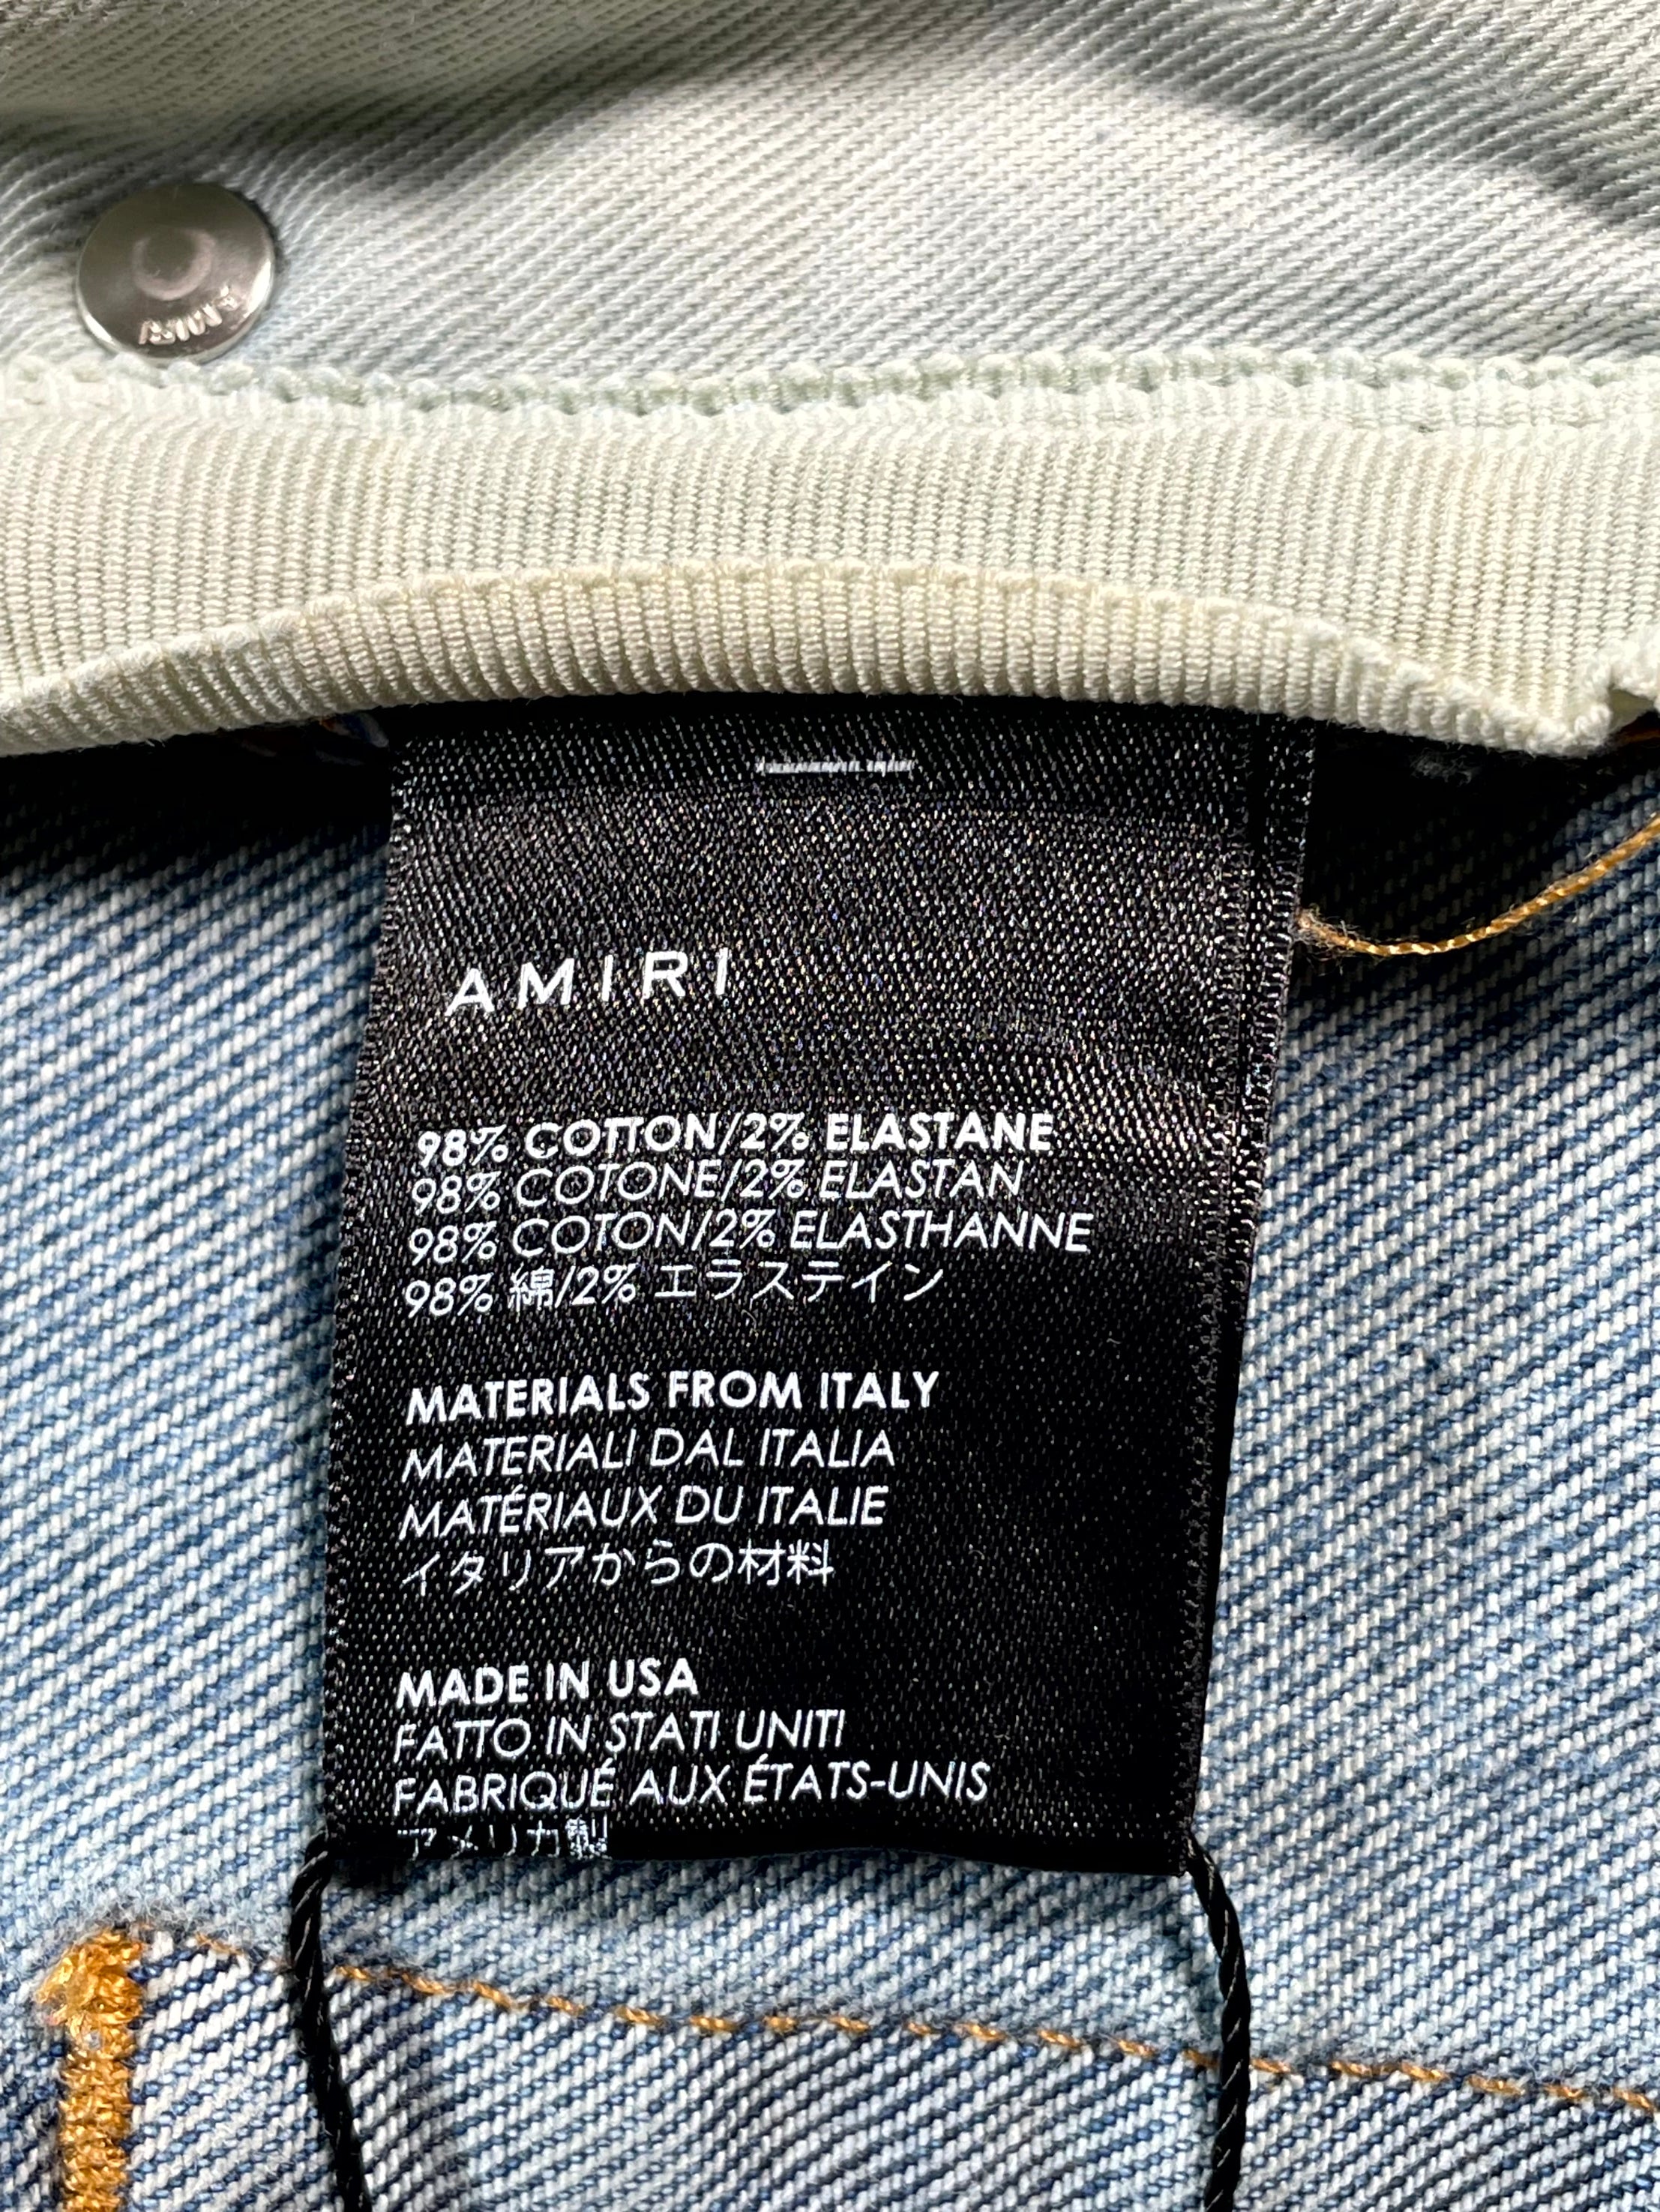 AMIRI
AMIRI
98% COTTON/2% ELASTANE
98% COTONE/2% ELASTAN
98% COTON/2% ELASTHANNE
98% 綿/2% エラステイン
MATERIALS FROM ITALY
MATERIALI DAL ITALIA
MATÉRIAUX DU ITALIE
イタリアからの材料
MADE IN USA
FATTO IN STATI UNITI
FABRIQUÉ AUX ÉTATS-UNIS
アメリカ製